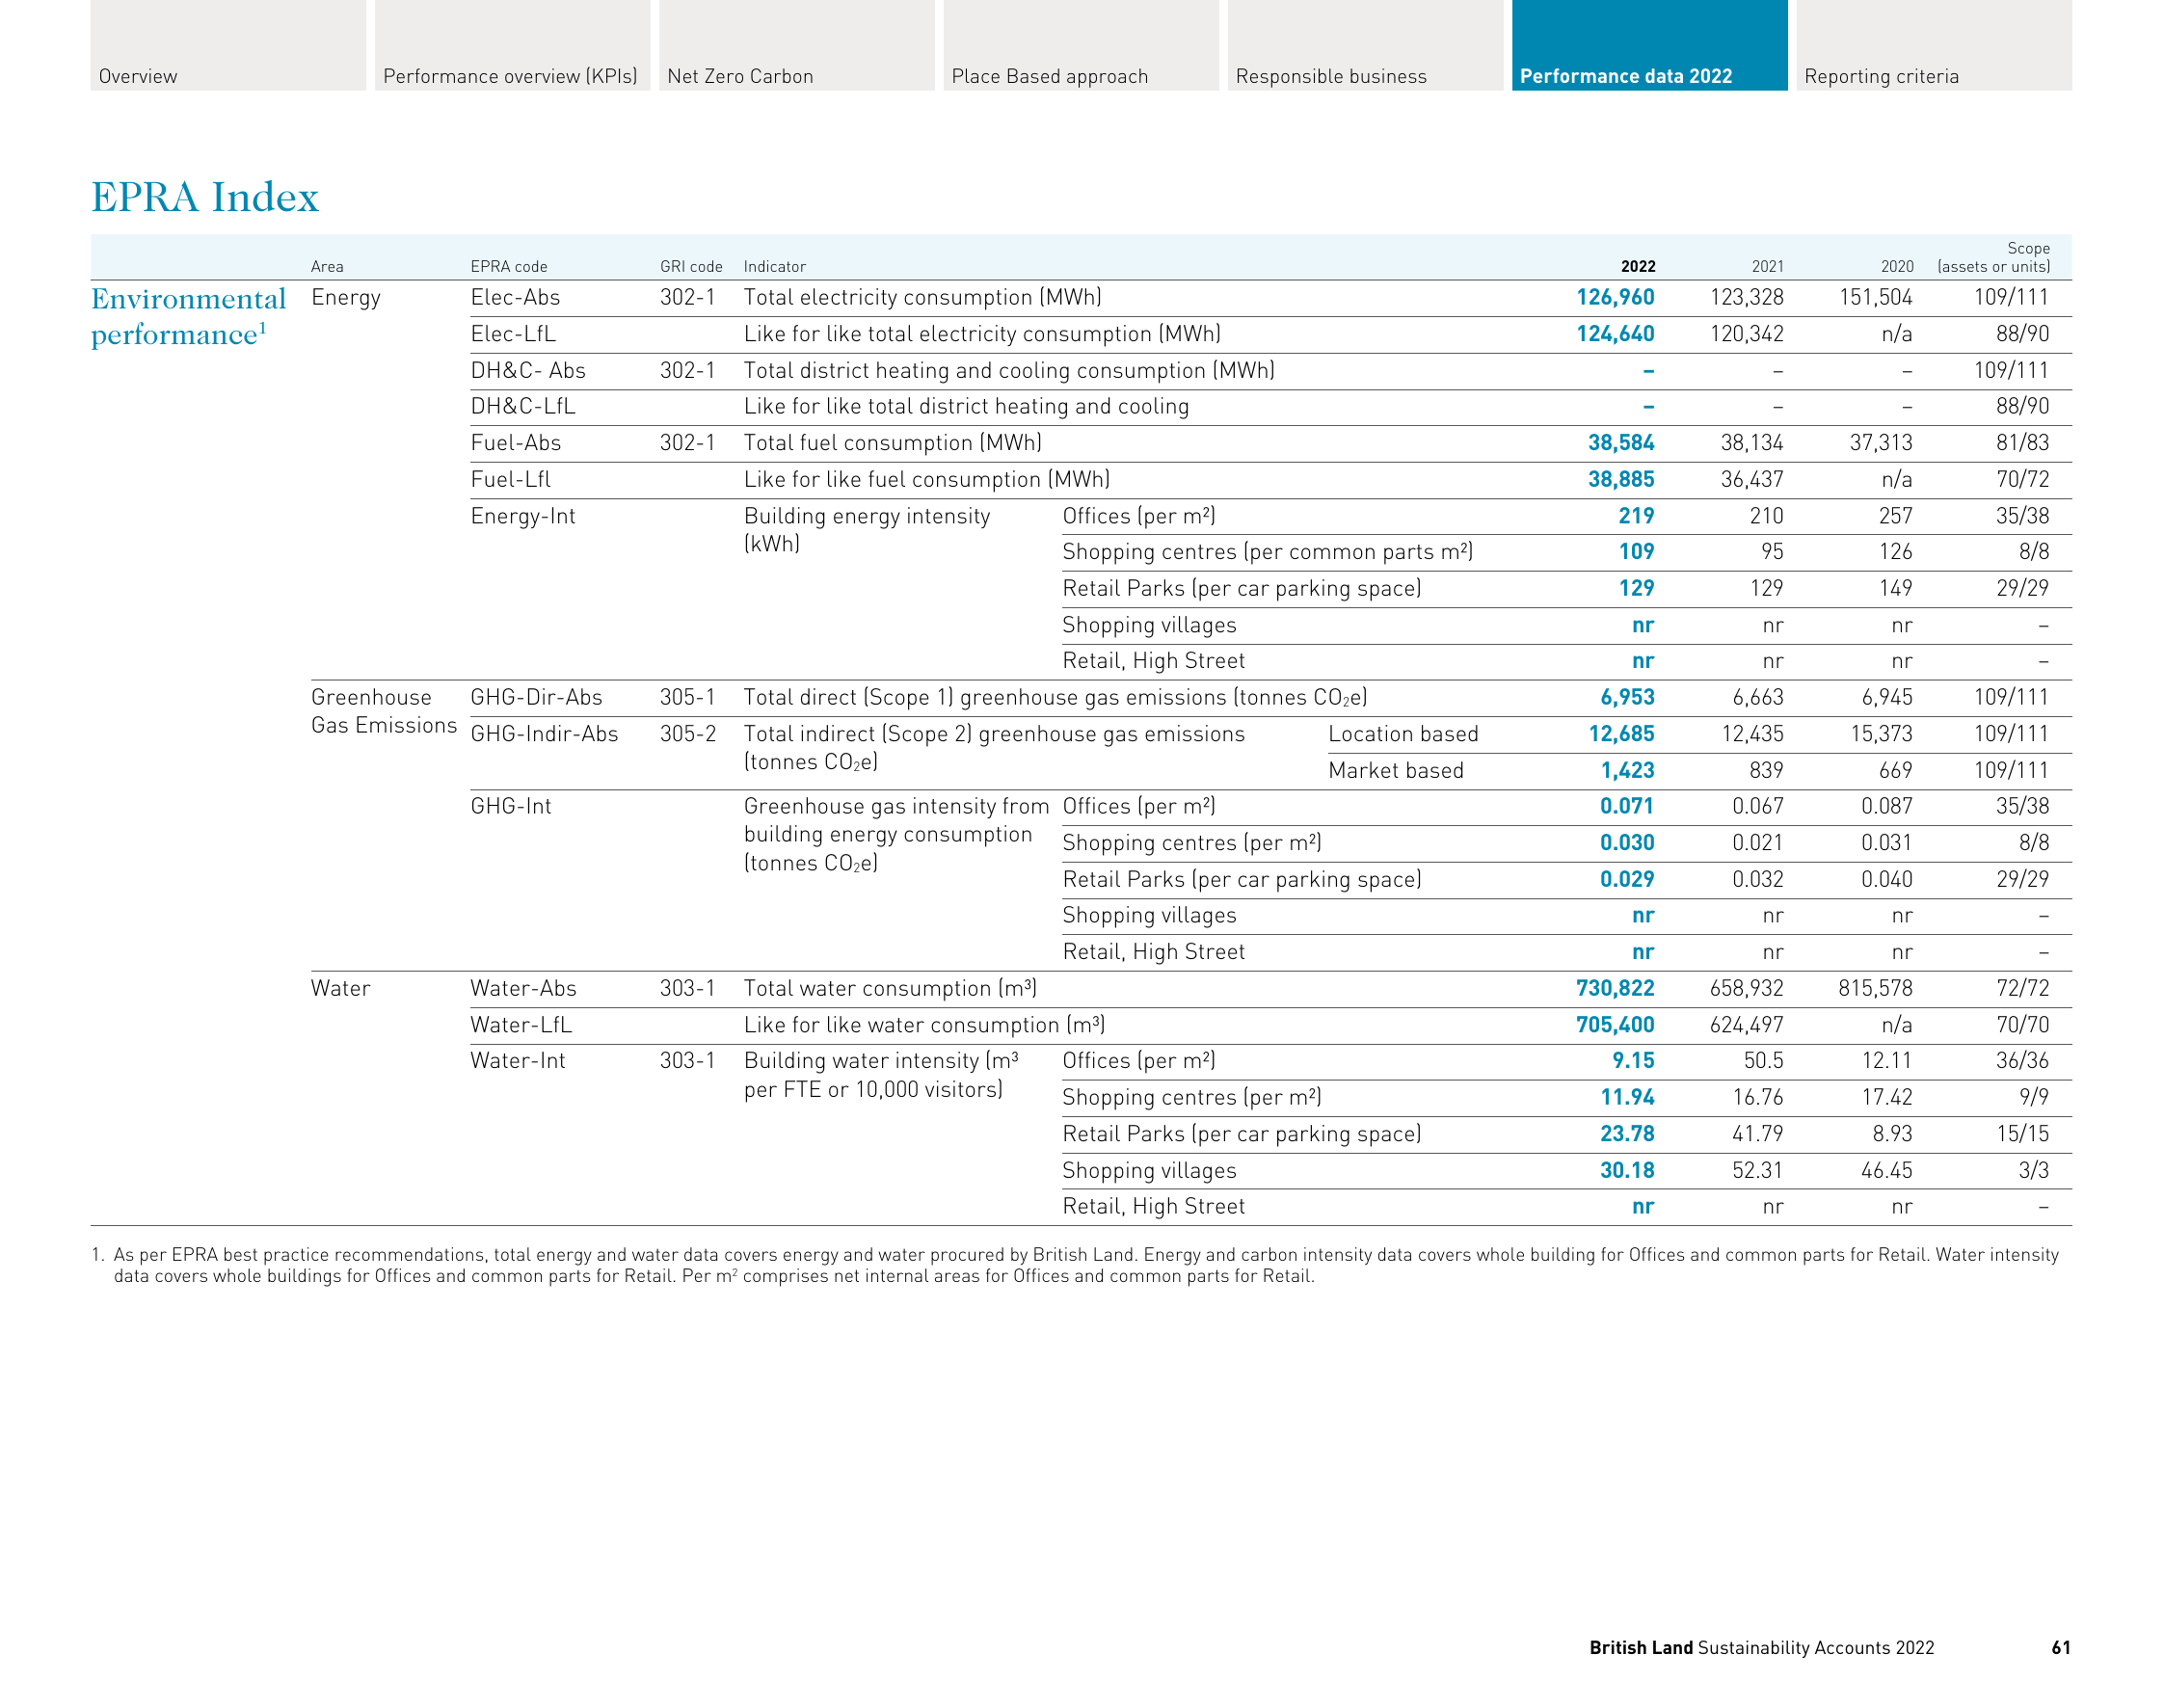 Overview
Performance overview (KPIs)
Net Zero Carbon
Place Based approach
Responsible business
Performance data 2022
Reporting criteria
EPRA Index
Area EPRA code GRI code Indicator 2022 2021 2020 Scope (assets or units)
Environmental performance¹
Energy Elec-Abs 302-1 Total electricity consumption (MWh) 126,960 123,328 151,504 109/111
Elec-LfL Like for like total electricity consumption (MWh) 124,640 120,342 n/a 88/90
DH&C- Abs 302-1 Total district heating and cooling consumption (MWh) – – – 109/111
DH&C-LfL Like for like total district heating and cooling – – – 88/90
Fuel-Abs 302-1 Total fuel consumption (MWh) 38,584 38,134 37,313 81/83
Fuel-Lfl Like for like fuel consumption (MWh) 38,885 36,437 n/a 70/72
Energy-Int Building energy intensity (kWh) Offices (per m²) 219 210 257 35/38
Shopping centres (per common parts m²) 109 95 126 8/8
Retail Parks (per car parking space) 129 129 149 29/29
Shopping villages nr nr nr –
Retail, High Street nr nr nr –
Greenhouse Gas Emissions GHG-Dir-Abs 305-1 Total direct (Scope 1) greenhouse gas emissions (tonnes CO₂e) 6,953 6,663 6,945 109/111
GHG-Indir-Abs 305-2 Total indirect (Scope 2) greenhouse gas emissions (tonnes CO₂e) Location based 12,685 12,435 15,373 109/111
Market based 1,423 839 669 109/111
GHG-Int Greenhouse gas intensity from building energy consumption (tonnes CO₂e) Offices (per m²) 0.071 0.067 0.087 35/38
Shopping centres (per m²) 0.030 0.021 0.031 8/8
Retail Parks (per car parking space) 0.029 0.032 0.040 29/29
Shopping villages nr nr nr –
Retail, High Street nr nr nr –
Water Water-Abs 303-1 Total water consumption (m³) 730,822 658,932 815,578 72/72
Water-LfL Like for like water consumption (m³) 705,400 624,497 n/a 70/70
Water-Int 303-1 Building water intensity (m³ per FTE or 10,000 visitors) Offices (per m²) 9.15 50.5 12.11 36/36
Shopping centres (per m²) 11.94 16.76 17.42 9/9
Retail Parks (per car parking space) 23.78 41.79 8.93 15/15
Shopping villages 30.18 52.31 46.45 3/3
Retail, High Street nr nr nr –
1. As per EPRA best practice recommendations, total energy and water data covers energy and water procured by British Land. Energy and carbon intensity data covers whole building for Offices and common parts for Retail. Water intensity
data covers whole buildings for Offices and common parts for Retail. Per m² comprises net internal areas for Offices and common parts for Retail.
British Land Sustainability Accounts 2022 61